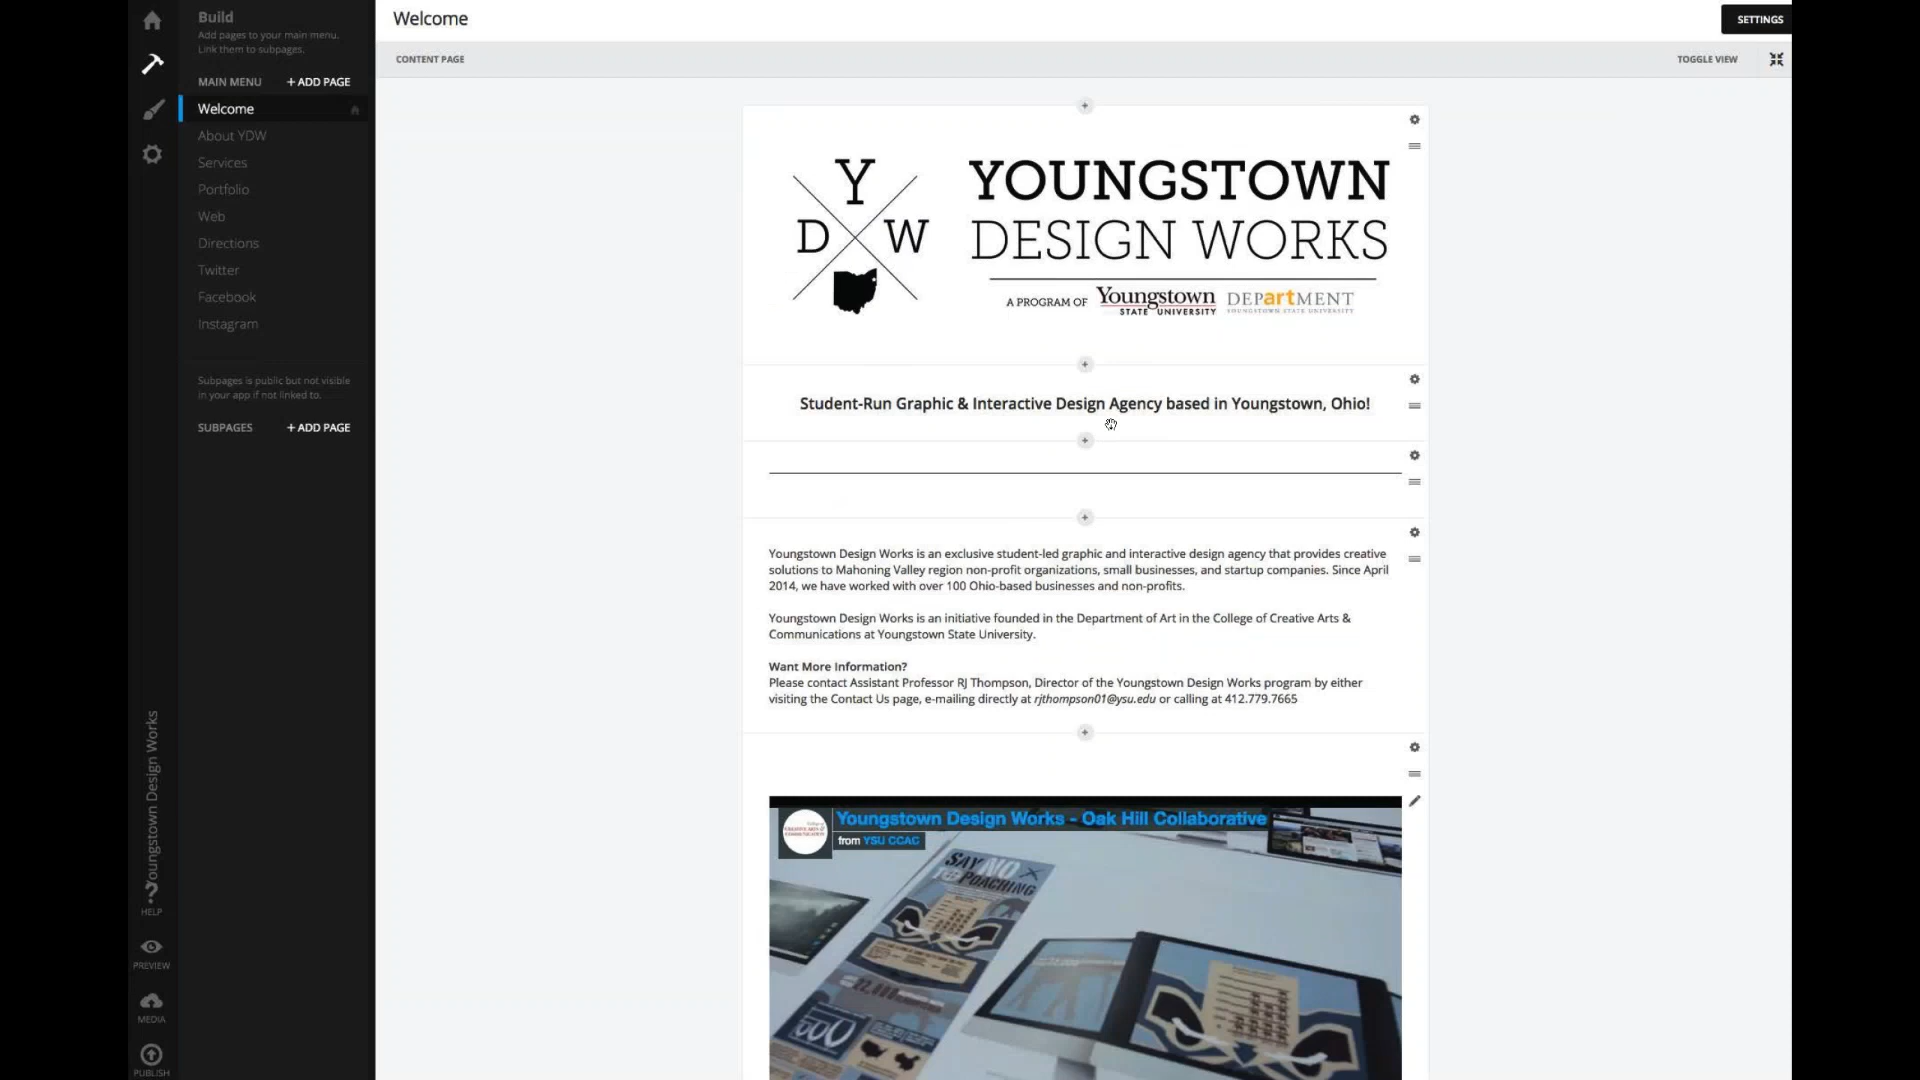 Build
Add pages to your main menu.
Link them to subpages.
MAIN MENU
+ ADD PAGE
Welcome
About YDW
Services
Portfolio
Web
Directions
Twitter
Facebook
Instagram
Subpages is public but not visible
in your app if not linked to.
SUBPAGES
+ ADD PAGE
Youngstown Design Works
?
HELP
PREVIEW
MEDIA
PUBLISH
Welcome
SETTINGS
CONTENT PAGE
TOGGLE VIEW
Y
D W
YOUNGSTOWN
DESIGN WORKS
A PROGRAM OF
Youngstown
STATE UNIVERSITY
DEPARTMENT
YOUNGSTOWN STATE UNIVERSITY
Student-Run Graphic & Interactive Design Agency based in Youngstown, Ohio!
Youngstown Design Works is an exclusive student-led graphic and interactive design agency that provides creative
solutions to Mahoning Valley region non-profit organizations, small businesses, and startup companies. Since April
2014, we have worked with over 100 Ohio-based businesses and non-profits.
Youngstown Design Works is an initiative founded in the Department of Art in the College of Creative Arts &
Communications at Youngstown State University.
Want More Information?
Please contact Assistant Professor RJ Thompson, Director of the Youngstown Design Works program by either
visiting the Contact Us page, e-mailing directly at rjthompson01@ysu.edu or calling at 412.779.7665
Youngstown Design Works - Oak Hill Collaborative
from YSU CCAC
SAY NO
TO POACHING